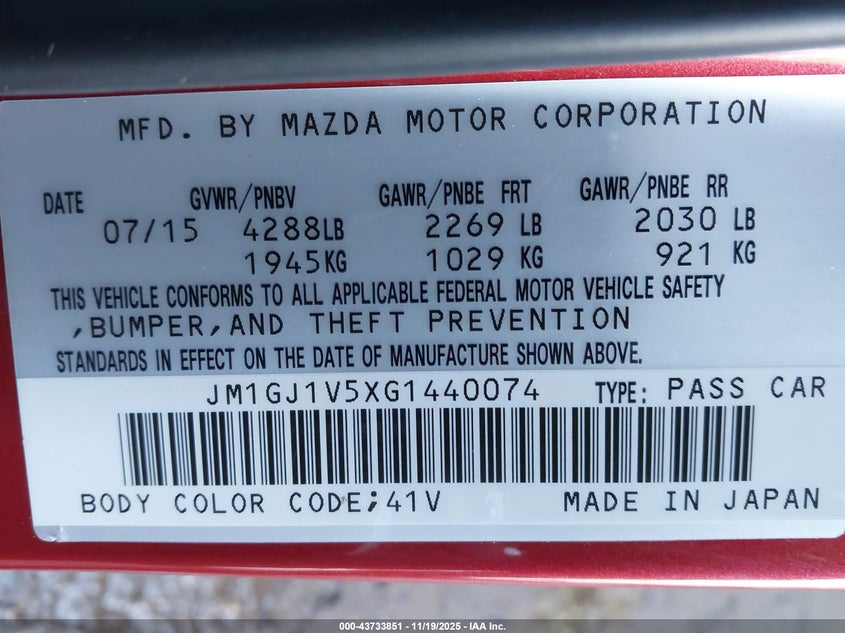 MFD. BY MAZDA MOTOR CORPORATION
DATE GVWR/PNBV GAWR/PNBE FRT GAWR/PNBE RR
07/15 4288LB 2269 LB 2030 LB
1945KG 1029 KG 921 KG
THIS VEHICLE CONFORMS TO ALL APPLICABLE FEDERAL MOTOR VEHICLE SAFETY
,BUMPER,AND THEFT PREVENTION
STANDARDS IN EFFECT ON THE DATE OF MANUFACTURE SHOWN ABOVE.
JM1GJ1V5XG1440074 TYPE: PASS CAR
BODY COLOR CODE;41V MADE IN JAPAN
000-43733851 - 11/19/2025 - IAA Inc.